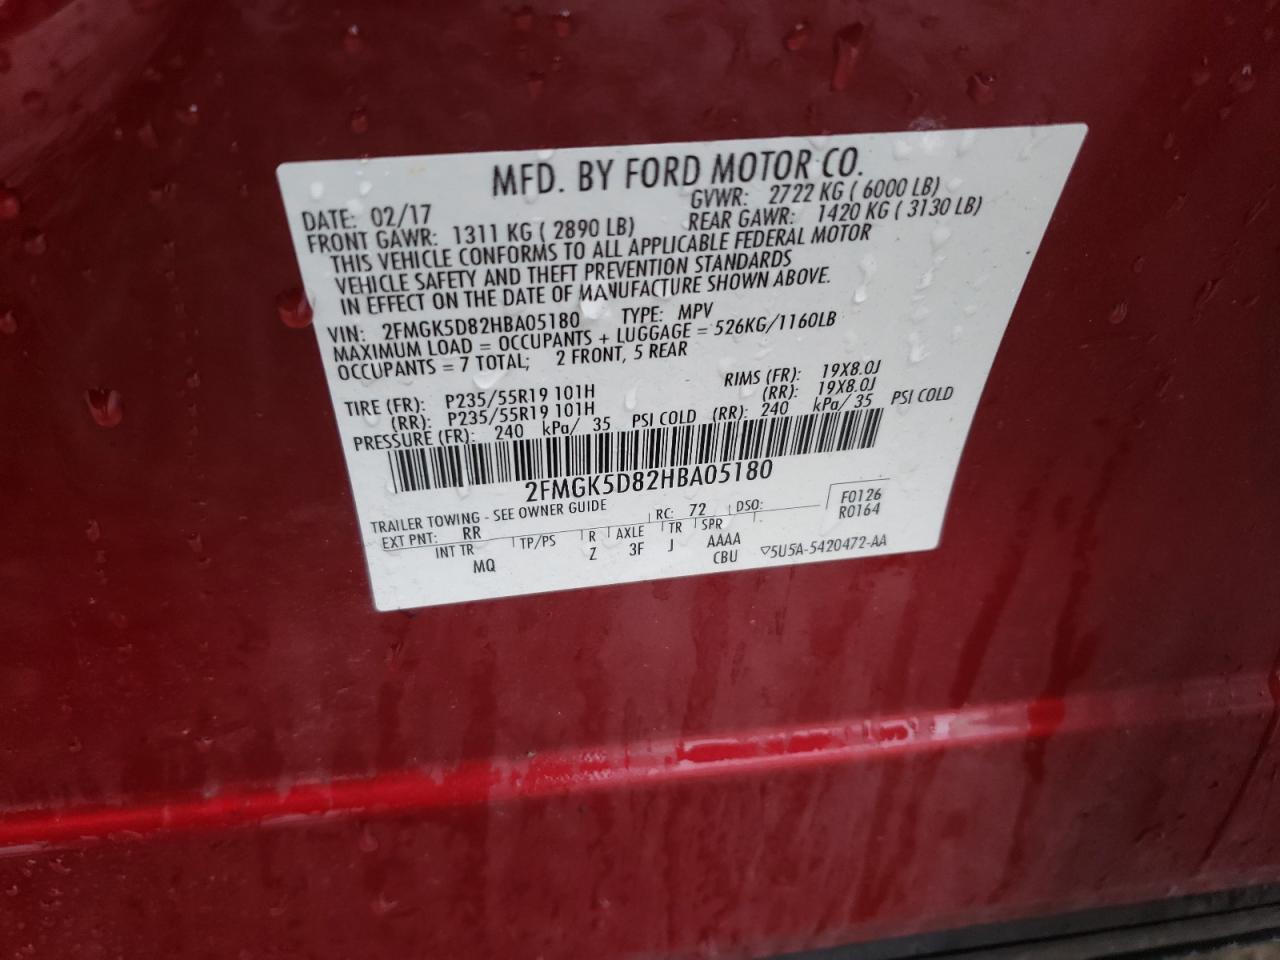 MFD. BY FORD MOTOR CO.
DATE: 02/17 GVWR: 2722 KG ( 6000 LB)
FRONT GAWR: 1311 KG ( 2890 LB) REAR GAWR: 1420 KG ( 3130 LB)
THIS VEHICLE CONFORMS TO ALL APPLICABLE FEDERAL MOTOR
VEHICLE SAFETY AND THEFT PREVENTION STANDARDS
IN EFFECT ON THE DATE OF MANUFACTURE SHOWN ABOVE.
VIN: 2FMGK5D82HBA05180 TYPE: MPV
MAXIMUM LOAD = OCCUPANTS + LUGGAGE = 526KG/1160LB
OCCUPANTS = 7 TOTAL; 2 FRONT, 5 REAR
TIRE (FR): P235/55R19 101H RIMS (FR): 19X8.0J
(RR): P235/55R19 101H (RR): 19X8.0J
PRESSURE (FR): 240 kPa/ 35 PSI COLD (RR): 240 kPa/ 35 PSI COLD
2FMGK5D82HBA05180
TRAILER TOWING - SEE OWNER GUIDE F0126
EXT PNT: RR RC: 72 DSO: R0164
INT TR TP/PS R AXLE TR SPR
MQ Z 3F J AAAA
CBU ▽5U5A-5420472-AA